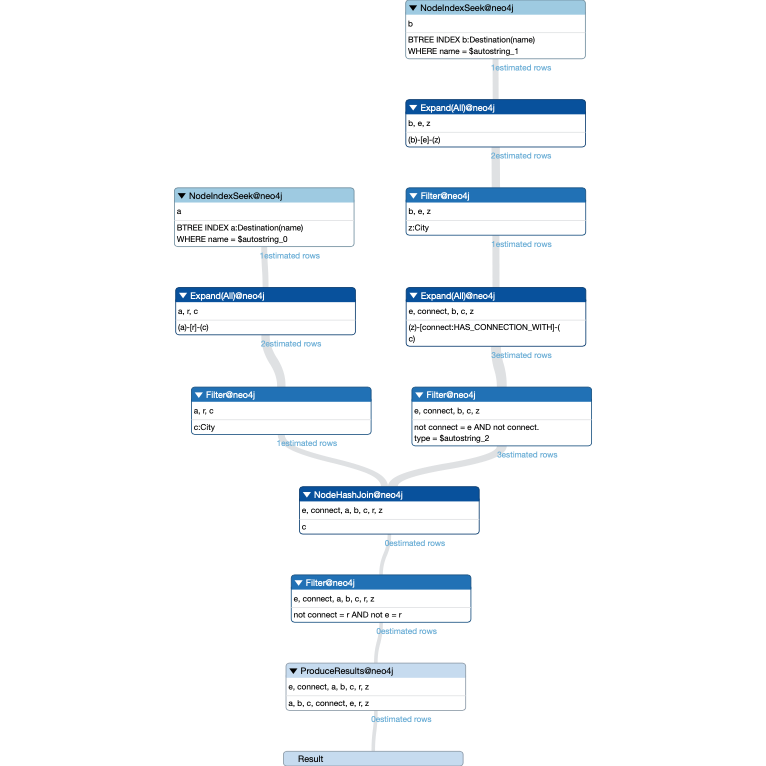 NodeIndexSeek@neo4j
b
BTREE INDEX b:Destination(name)
WHERE name = $autostring_1
1estimated rows
Expand(All)@neo4j
b, e, z
(b)-[e]-(z)
2estimated rows
NodeIndexSeek@neo4j
a
BTREE INDEX a:Destination(name)
WHERE name = $autostring_0
1estimated rows
Filter@neo4j
b, e, z
z:City
1estimated rows
Expand(All)@neo4j
a, r, c
(a)-[r]-(c)
2estimated rows
Expand(All)@neo4j
e, connect, b, c, z
(z)-[connect:HAS_CONNECTION_WITH]-(
c)
3estimated rows
Filter@neo4j
a, r, c
c:City
1estimated rows
Filter@neo4j
e, connect, b, c, z
not connect = e AND not connect.
type = $autostring_2
3estimated rows
NodeHashJoin@neo4j
e, connect, a, b, c, r, z
c
0estimated rows
Filter@neo4j
e, connect, a, b, c, r, z
not connect = r AND not e = r
0estimated rows
ProduceResults@neo4j
e, connect, a, b, c, r, z
a, b, c, connect, e, r, z
0estimated rows
Result